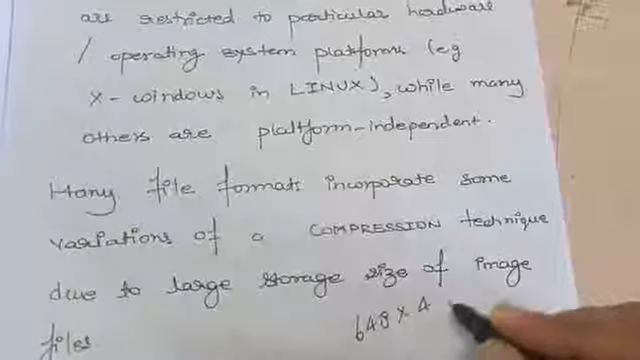 are restricted to particular hardware
/ operating system platforms (eg
X-windows in LINUX), while many
others are platform-independent.
Many file formats incorporate some
variations of a COMPRESSION technique
due to large storage size of image
files
648 x 4